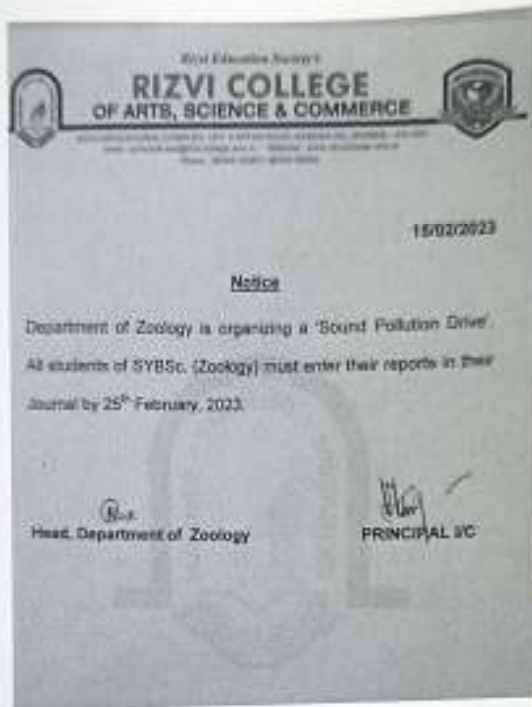 Rizvi Education Society's
RIZVI COLLEGE
OF ARTS, SCIENCE & COMMERCE
15/02/2023
Notice
Department of Zoology is organizing a 'Sound Pollution Drive'.
All students of SYBSc. (Zoology) must enter their reports in their
Journal by 25th February, 2023.
Head, Department of Zoology
PRINCIPAL I/C